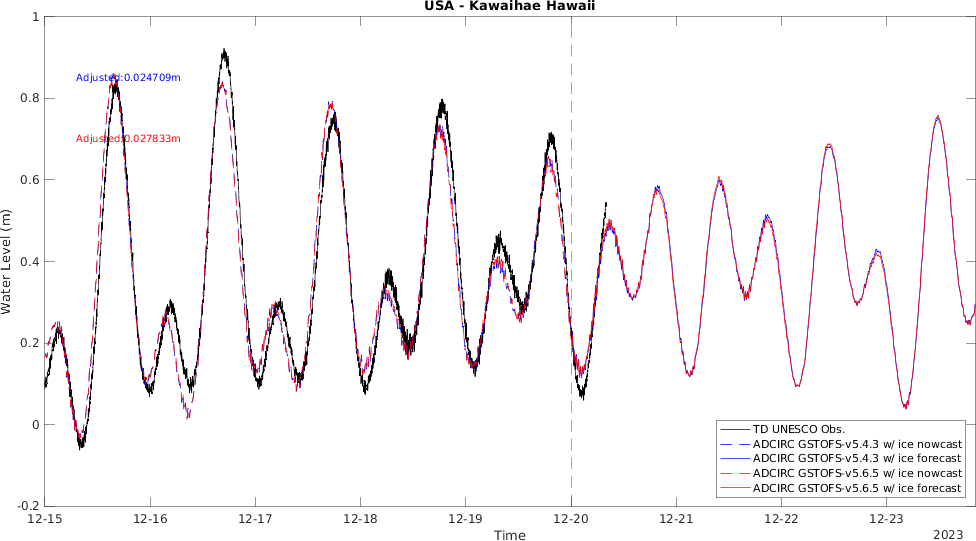 USA - Kawaihae Hawaii
1
Adjusted:0.024709m
0.8
Adjusted:0.027833m
0.6
Water Level (m)
0.4
0.2
0
-0.2
TD UNESCO Obs.
ADCIRC GSTOFS-v5.4.3 w/ ice nowcast
ADCIRC GSTOFS-v5.4.3 w/ ice forecast
ADCIRC GSTOFS-v5.6.5 w/ ice nowcast
ADCIRC GSTOFS-v5.6.5 w/ ice forecast
12-15 12-16 12-17 12-18 12-19 12-20 12-21 12-22 12-23
Time
2023